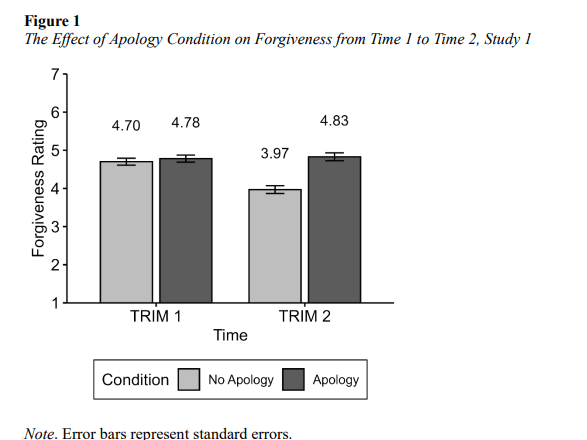 Figure 1
The Effect of Apology Condition on Forgiveness from Time 1 to Time 2, Study 1
7
6
5
4
3
2
1
Forgiveness Rating
4.70
4.78
3.97
4.83
TRIM 1
TRIM 2
Time
Condition No Apology Apology
Note. Error bars represent standard errors.